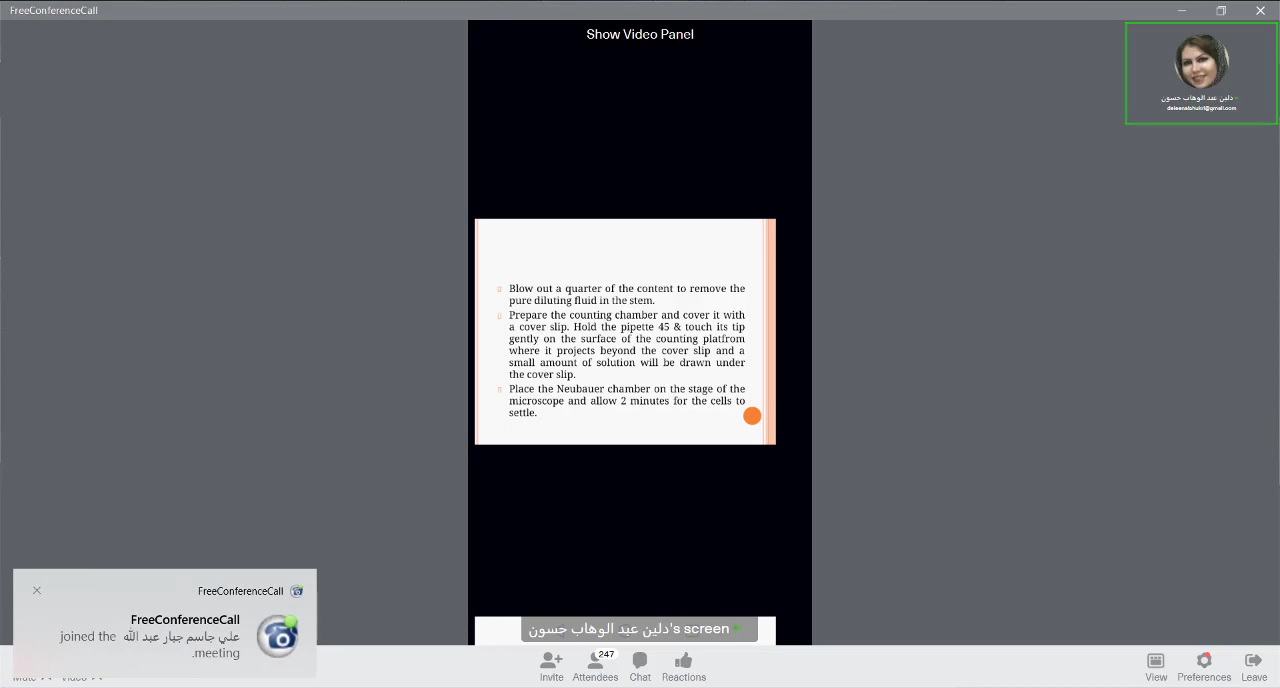 FreeConferenceCall
Show Video Panel
دلين عبد الوهاب حسون
deleenalshukri@gmail.com
Blow out a quarter of the content to remove the
pure diluting fluid in the stem.
Prepare the counting chamber and cover it with
a cover slip. Hold the pipette 45 & touch its tip
gently on the surface of the counting platfrom
where it projects beyond the cover slip and a
small amount of solution will be drawn under
the cover slip.
Place the Neubauer chamber on the stage of the
microscope and allow 2 minutes for the cells to
settle.
دلين عبد الوهاب حسون's screen
FreeConferenceCall
FreeConferenceCall
علي جاسم جبار عبد الله joined the
.meeting
Mute
Video
Invite
247
Attendees
Chat
Reactions
View
Preferences
Leave